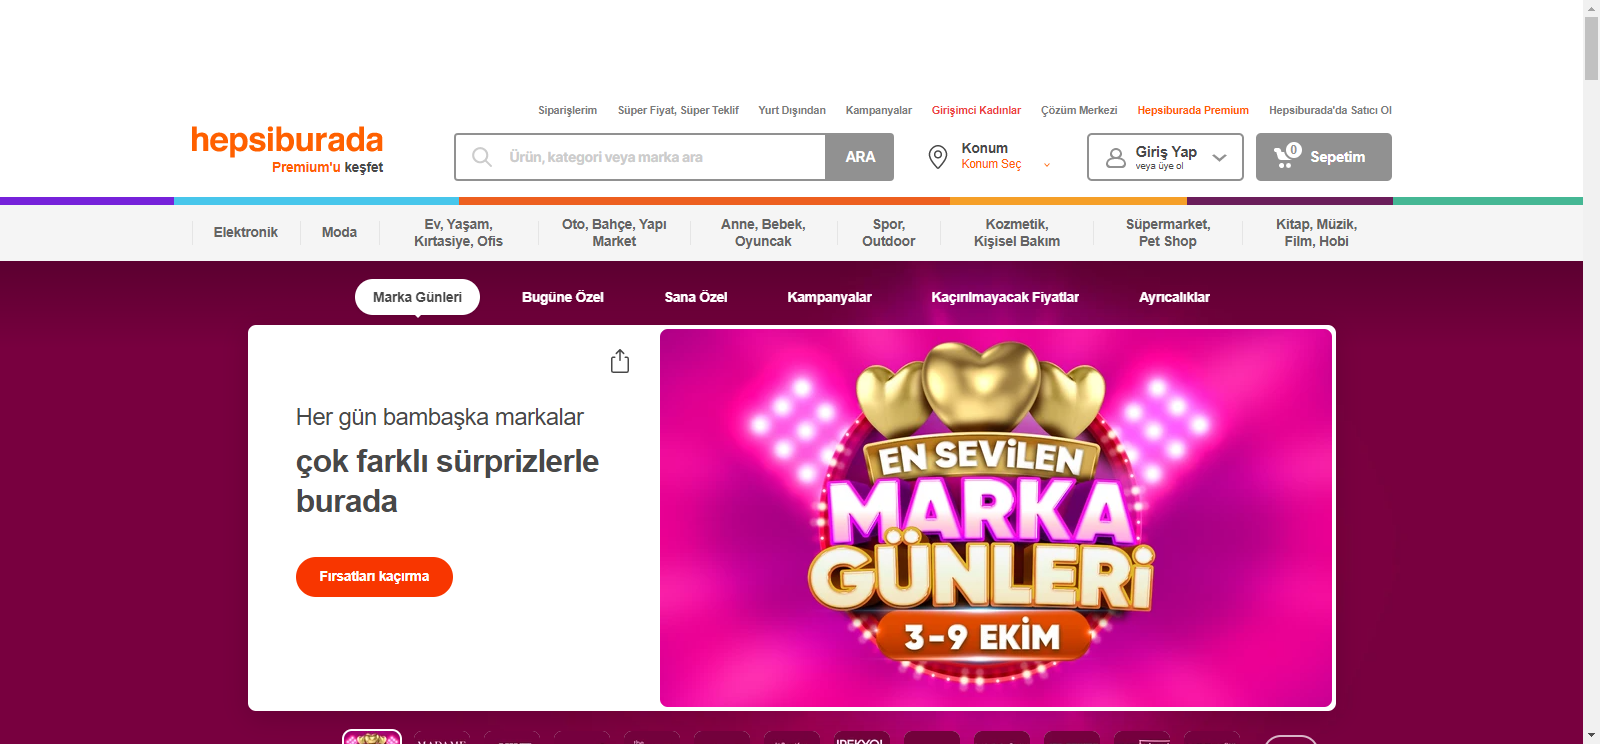 Siparişlerim Süper Fiyat, Süper Teklif Yurt Dışından Kampanyalar Girişimci Kadınlar Çözüm Merkezi Hepsiburada Premium Hepsiburada'da Satıcı Ol
hepsiburada
Premium'u keşfet
Ürün, kategori veya marka ara
ARA
Konum
Konum Seç
Giriş Yap
veya üye ol
0
Sepetim
Elektronik
Moda
Ev, Yaşam,
Kırtasiye, Ofis
Oto, Bahçe, Yapı
Market
Anne, Bebek,
Oyuncak
Spor,
Outdoor
Kozmetik,
Kişisel Bakım
Süpermarket,
Pet Shop
Kitap, Müzik,
Film, Hobi
Marka Günleri Bugüne Özel Sana Özel Kampanyalar Kaçırılmayacak Fiyatlar Ayrıcalıklar
Her gün bambaşka markalar
çok farklı sürprizlerle
burada
Fırsatları kaçırma
EN SEVİLEN
MARKA
GÜNLERİ
3-9 EKİM